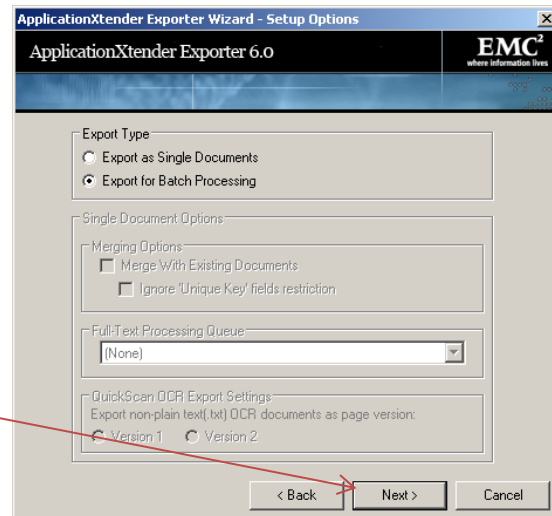 ApplicationXtender Exporter Wizard - Setup Options
ApplicationXtender Exporter 6.0
EMC²
where information lives
Export Type
Export as Single Documents
Export for Batch Processing
Single Document Options
Merging Options
Merge With Existing Documents
Ignore 'Unique Key' fields restriction
Full-Text Processing Queue
(None)
QuickScan OCR Export Settings
Export non-plain text(.txt) OCR documents as page version:
Version 1 Version 2
< Back Next > Cancel